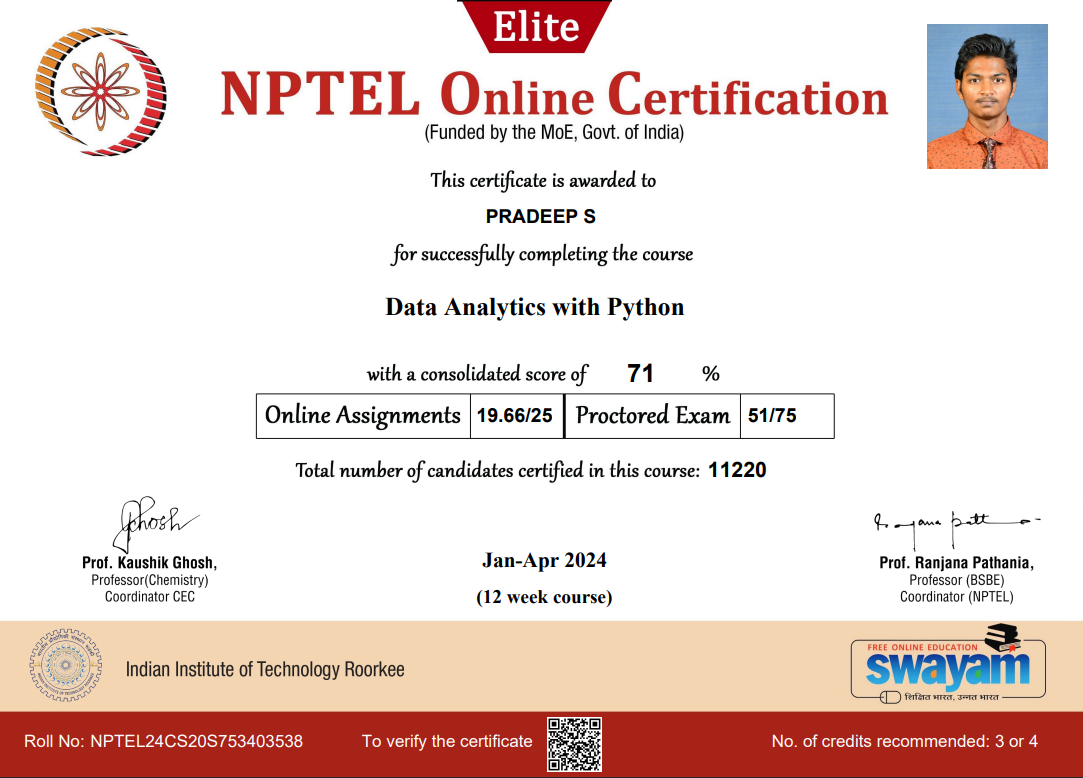 Elite
NPTEL Online Certification
(Funded by the MoE, Govt. of India)
This certificate is awarded to
PRADEEP S
for successfully completing the course
Data Analytics with Python
with a consolidated score of 71 %
Online Assignments 19.66/25 Proctored Exam 51/75
Total number of candidates certified in this course: 11220
Prof. Kaushik Ghosh,
Professor(Chemistry)
Coordinator CEC
Jan-Apr 2024
(12 week course)
Prof. Ranjana Pathania,
Professor (BSBE)
Coordinator (NPTEL)
Indian Institute of Technology Roorkee
FREE ONLINE EDUCATION
swayam
शिक्षित भारत, उन्नत भारत
Roll No: NPTEL24CS20S753403538
To verify the certificate
No. of credits recommended: 3 or 4